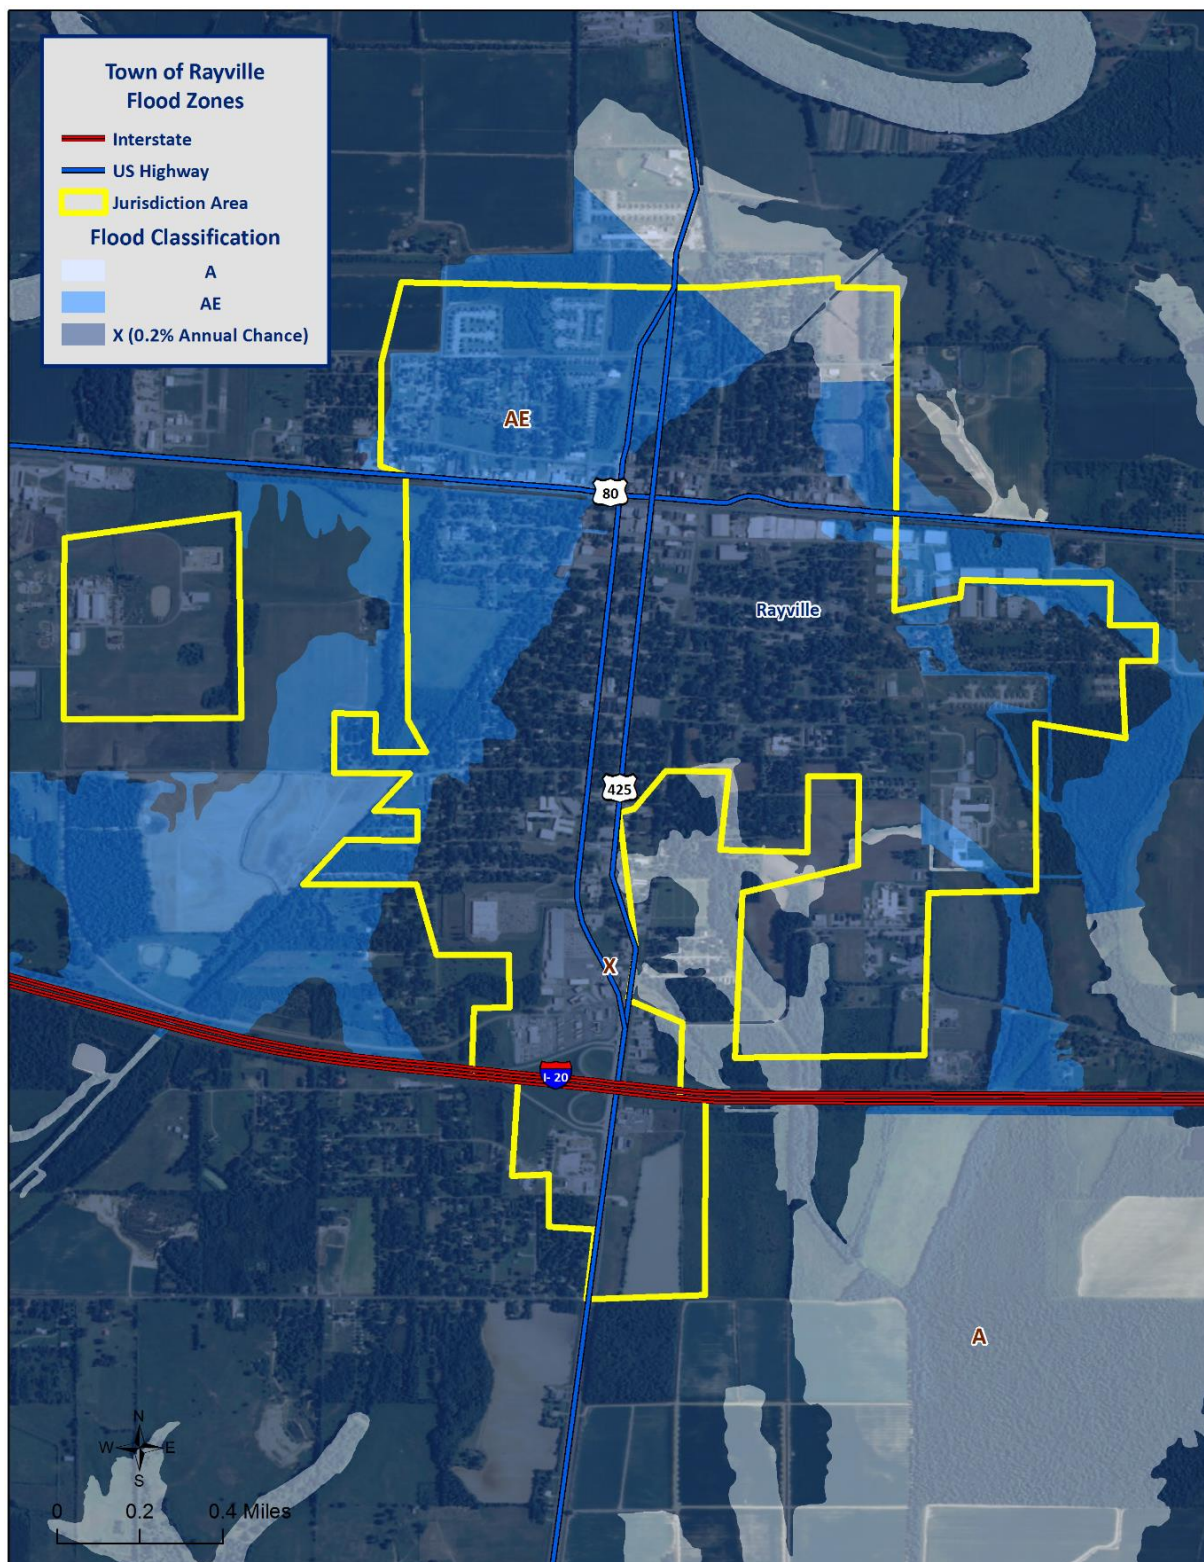 Town of Rayville
Flood Zones
Interstate
US Highway
Jurisdiction Area
Flood Classification
A
AE
X (0.2% Annual Chance)
AE
80
Rayville
425
X
I- 20
A
N
W E
S
0 0.2 0.4 Miles